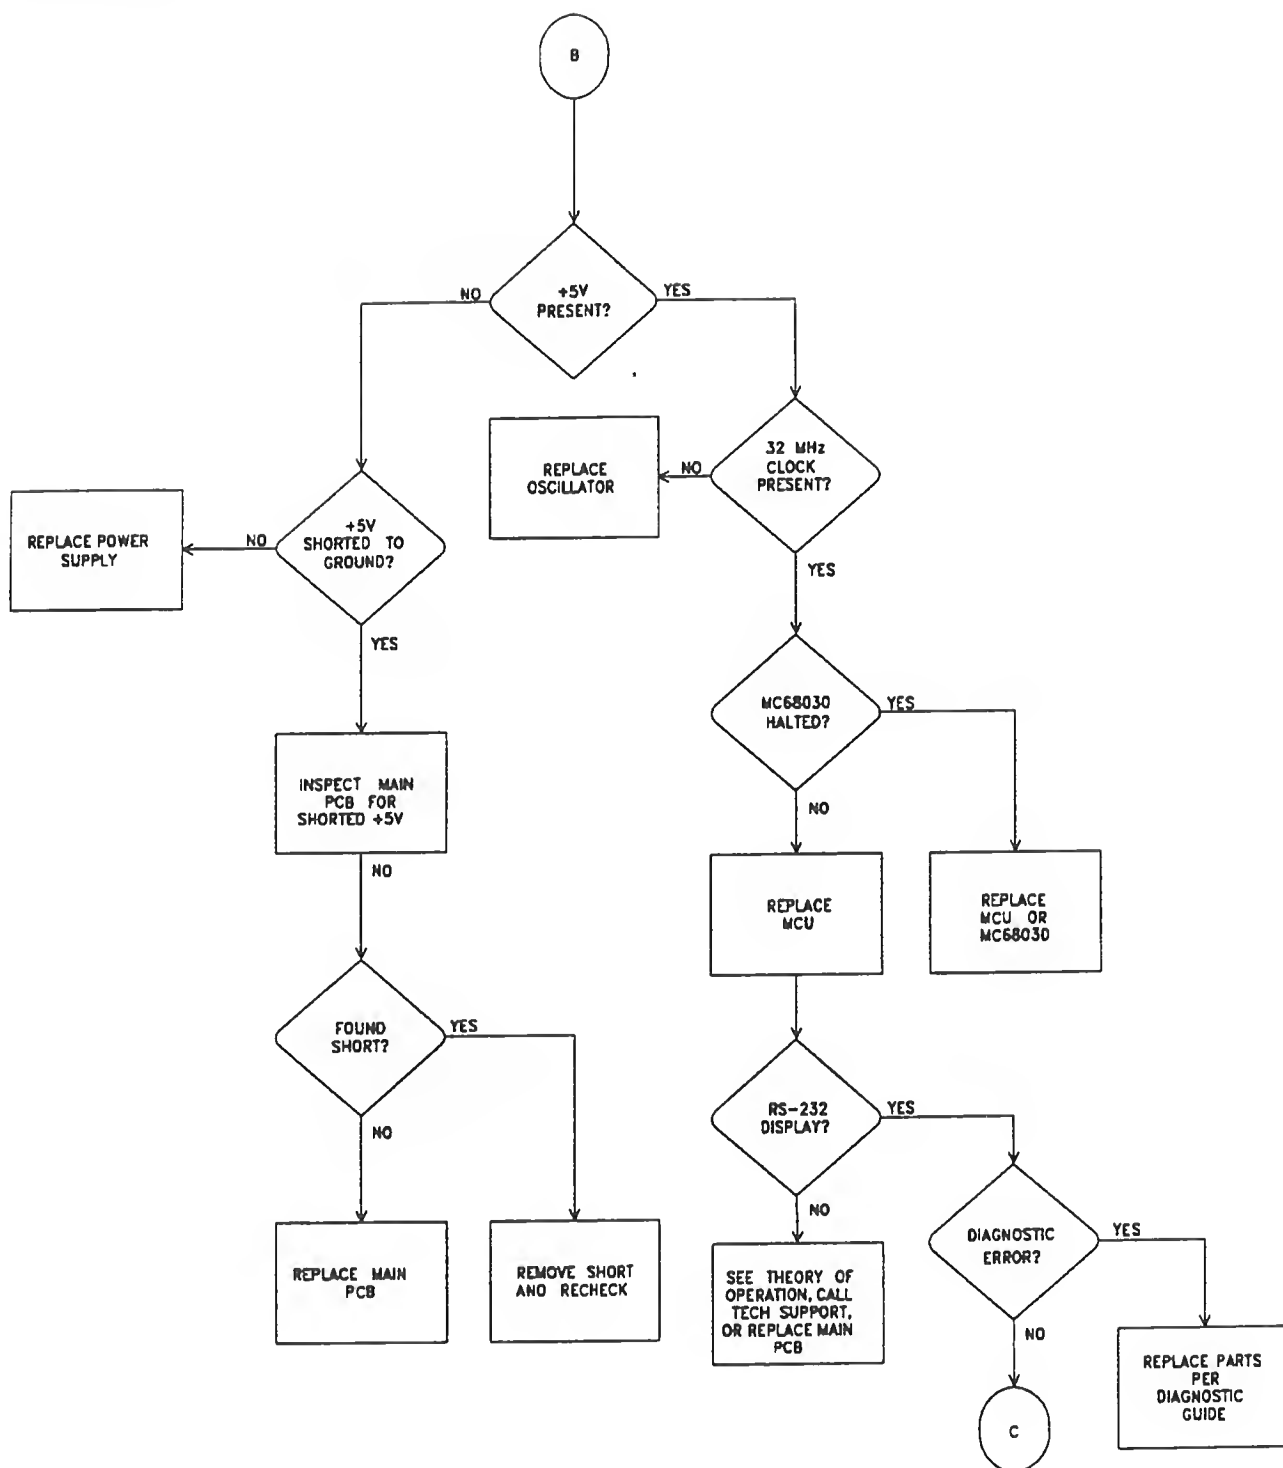 B
+5V
PRESENT?
NO
YES
32 MHz
CLOCK
PRESENT?
NO
REPLACE
OSCILLATOR
YES
+5V
SHORTED TO
GROUND?
NO
REPLACE POWER
SUPPLY
YES
MC68030
HALTED?
YES
NO
INSPECT MAIN
PCB FOR
SHORTED +5V
NO
REPLACE
MCU
REPLACE
MCU OR
MC68030
FOUND
SHORT?
YES
NO
RS-232
DISPLAY?
YES
NO
DIAGNOSTIC
ERROR?
YES
NO
REPLACE MAIN
PCB
REMOVE SHORT
AND RECHECK
SEE THEORY OF
OPERATION, CALL
TECH SUPPORT,
OR REPLACE MAIN
PCB
REPLACE PARTS
PER
DIAGNOSTIC
GUIDE
C